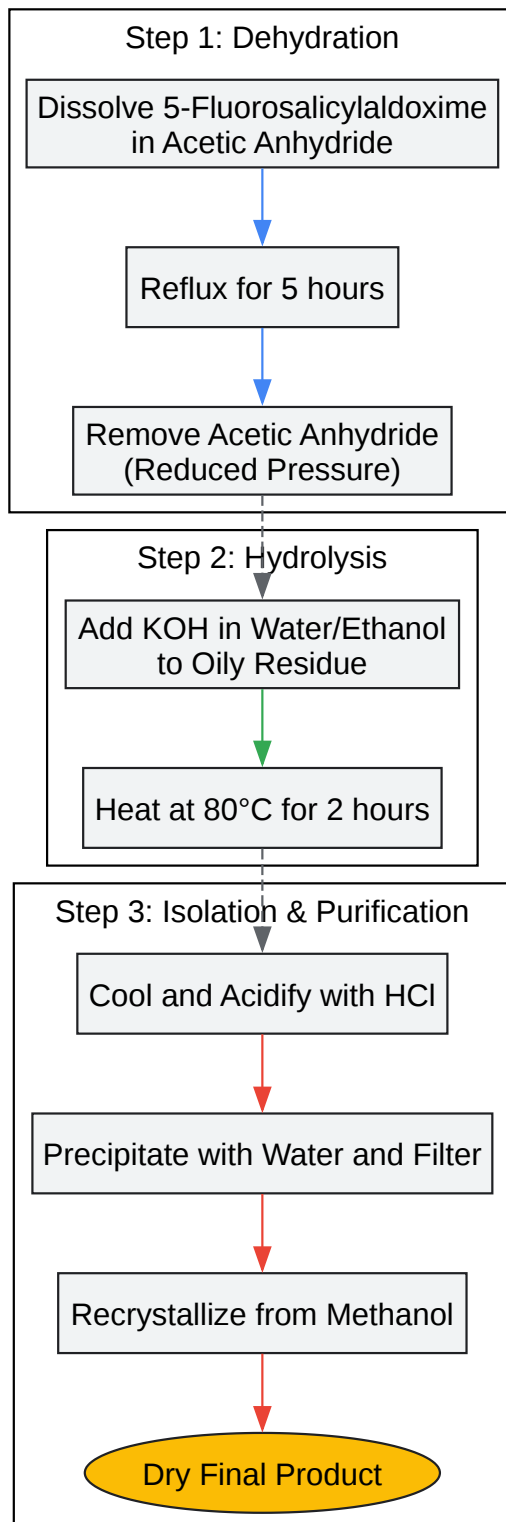 Step 1: Dehydration
Dissolve 5-Fluorosalicylaldoxime
in Acetic Anhydride
Reflux for 5 hours
Remove Acetic Anhydride
(Reduced Pressure)
Step 2: Hydrolysis
Add KOH in Water/Ethanol
to Oily Residue
Heat at 80°C for 2 hours
Step 3: Isolation & Purification
Cool and Acidify with HCl
Precipitate with Water and Filter
Recrystallize from Methanol
Dry Final Product